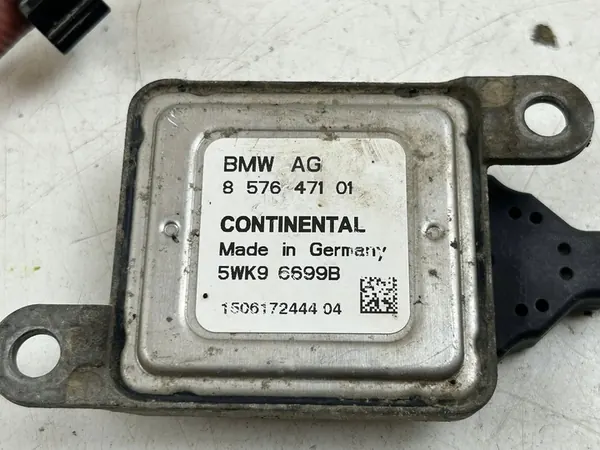 BMW AG
8 576 471 01
CONTINENTAL
Made in Germany
5WK9 6699B
1506172444 04